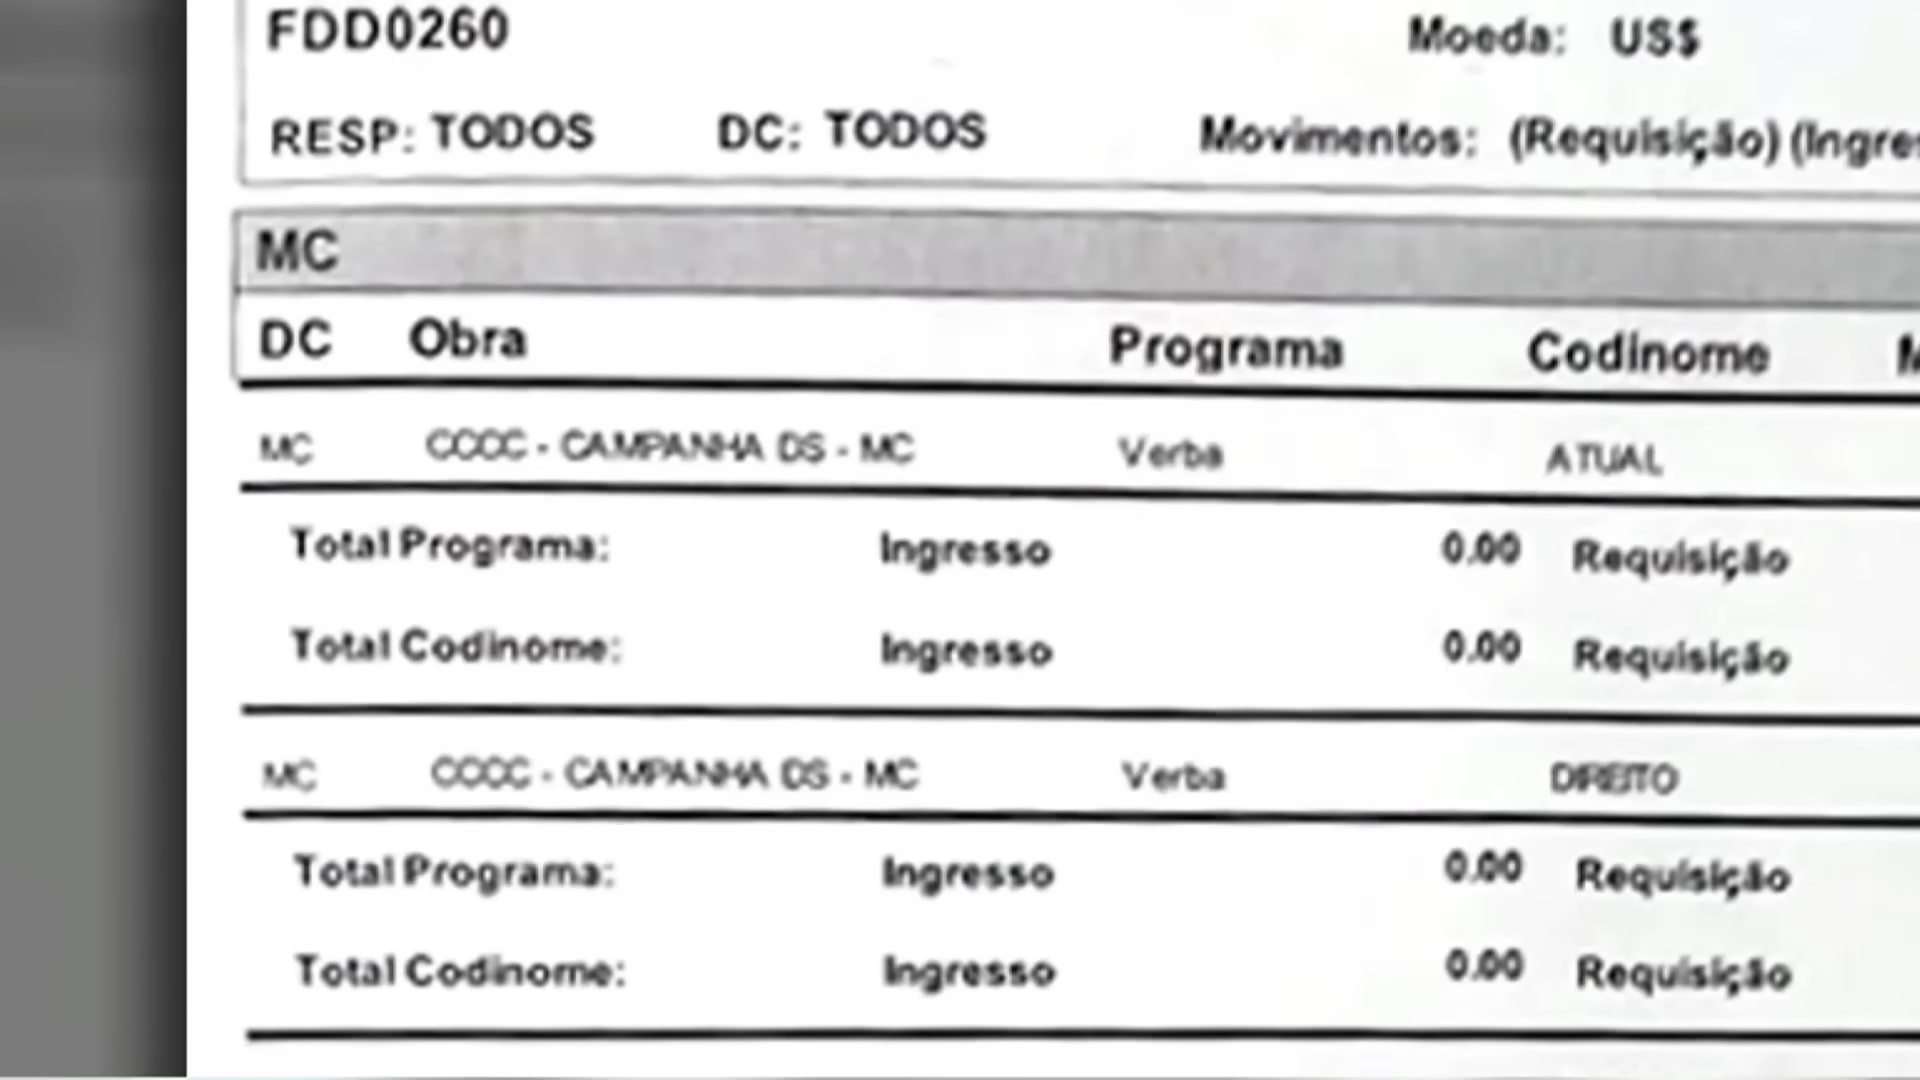 FDD0260 Moeda: US$
RESP: TODOS DC: TODOS Movimentos: (Requisição) (Ingres
MC
DC Obra Programa Codinome M
MC CCCC - CAMPANHA DS - MC Verba ATUAL
Total Programa: Ingresso 0.00 Requisição
Total Codinome: Ingresso 0.00 Requisição
MC CCCC - CAMPANHA DS - MC Verba DIREITO
Total Programa: Ingresso 0.00 Requisição
Total Codinome: Ingresso 0.00 Requisição